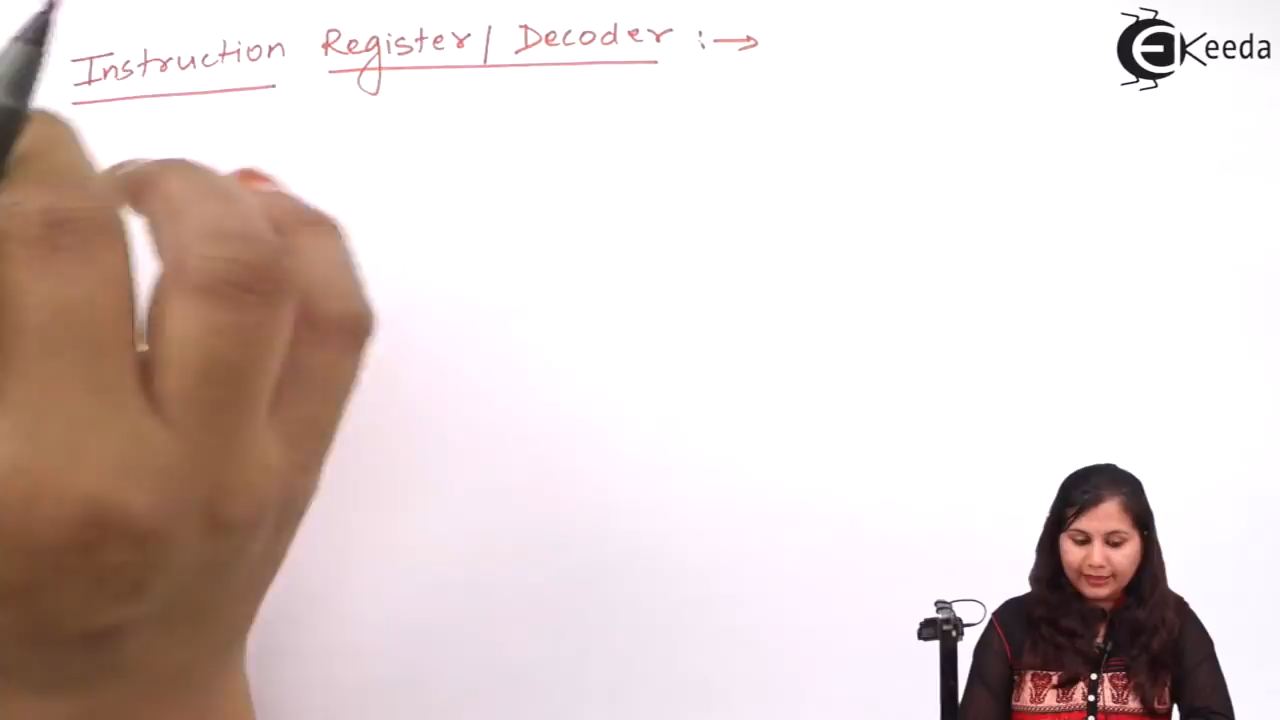 Instruction Register / Decoder :→
EKeeda